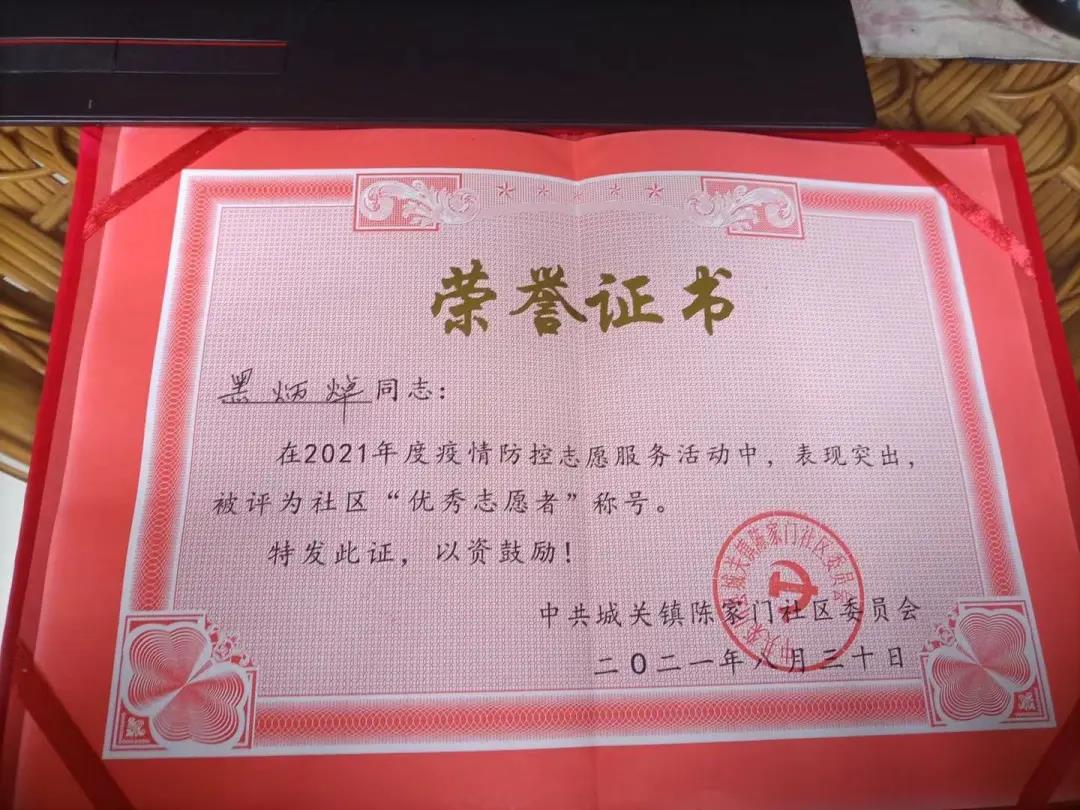 荣誉证书
黑炳焯同志：
在2021年度疫情防控志愿服务活动中，表现突出，
被评为社区“优秀志愿者”称号。
特发此证，以资鼓励！
中共城关镇陈家门社区委员会
二〇二一年八月三十日